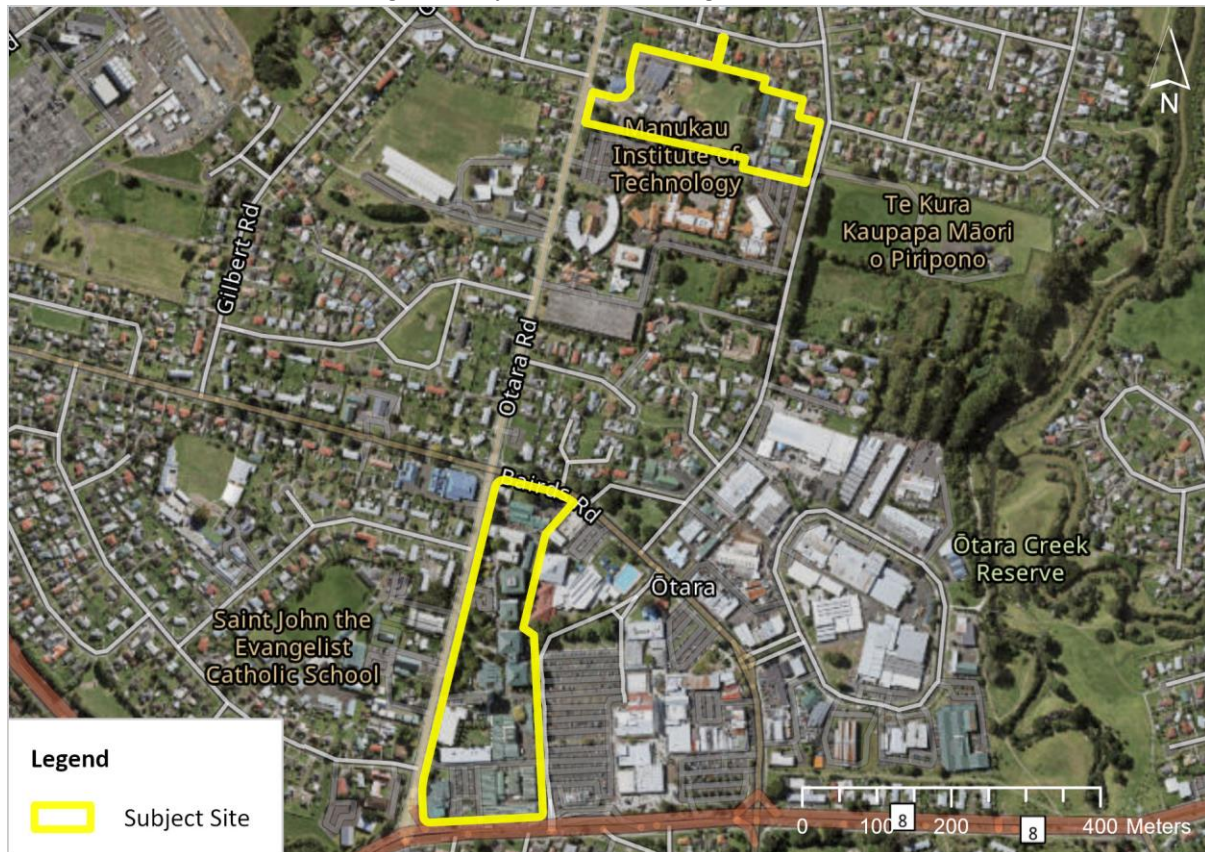 N
Manukau
Institute of
Technology
Te Kura
Kaupapa Māori
o Piripono
Gilbert Rd
Otara Rd
Bairds Rd
Ōtara
Ōtara Creek
Reserve
Saint John the
Evangelist
Catholic School
Legend
Subject Site
0 100 200 400 Meters
8
8